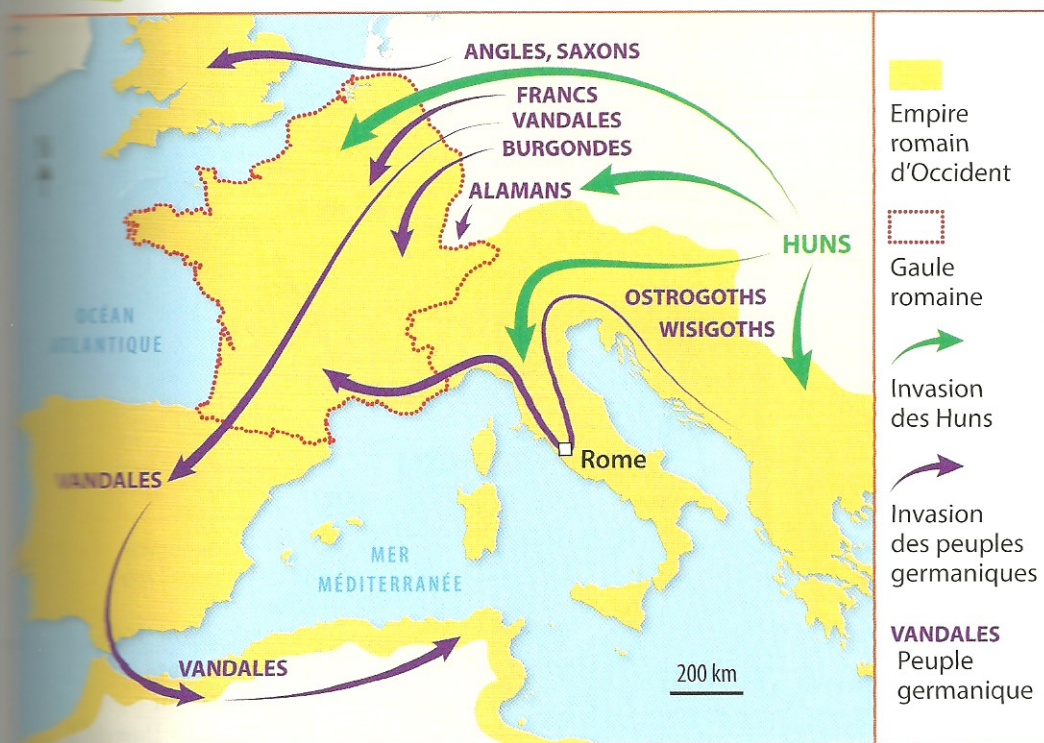 ANGLES, SAXONS
FRANCS
VANDALES
BURGONDES
ALAMANS
HUNS
OSTROGOTHS
WISIGOTHS
OCÉAN
ATLANTIQUE
Rome
VANDALES
MER
MÉDITERRANÉE
VANDALES
200 km
Empire
romain
d'Occident
Gaule
romaine
Invasion
des Huns
Invasion
des peuples
germaniques
VANDALES
Peuple
germanique